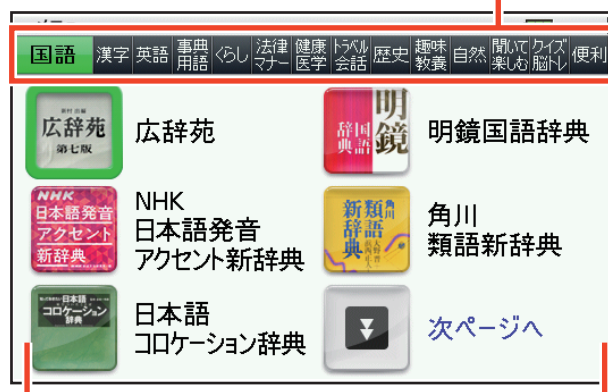 国語 漢字 英語 事典用語 くらし 法律マナー 健康医学 トラベル会話 歴史 趣味教養 自然 聞いて楽しむ クイズ脳トレ 便利
広辞苑
第七版
広辞苑
明鏡
国語辞典
明鏡国語辞典
NHK
日本語発音
アクセント
新辞典
NHK
日本語発音
アクセント新辞典
角川
類語
新辞典
角川
類語新辞典
日本語
コロケーション
辞典
日本語
コロケーション辞典
次ページへ